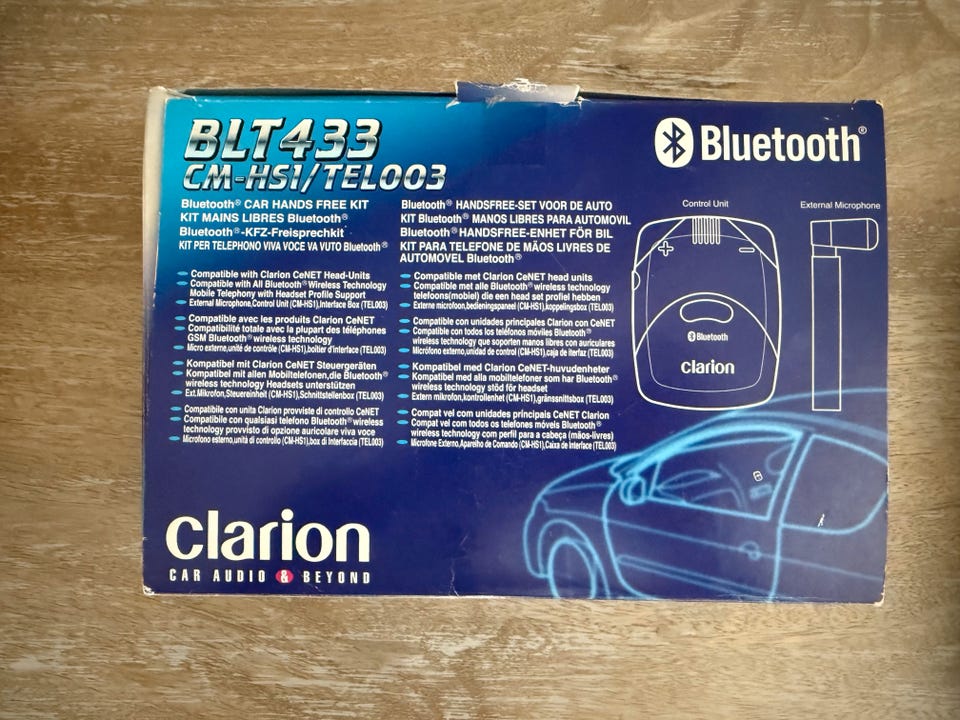 BLT433
CM-HS1/TEL003
Bluetooth®
Bluetooth® CAR HANDS FREE KIT
KIT MAINS LIBRES Bluetooth®
Bluetooth®-KFZ-Freisprechkit
KIT PER TELEPHONO VIVA VOCE VA VUTO Bluetooth®
Compatible with Clarion CeNET Head-Units
Compatible with All Bluetooth® Wireless Technology
Mobile Telephony with Headset Profile Support
External Microphone,Control Unit (CM-HS1),Interface Box (TEL003)
Compatible avec les produits Clarion CeNET
Compatibilité totale avec la plupart des téléphones
GSM Bluetooth® wireless technology
Micro externe,unité de contrôle (CM-HS1),boîtier d'interface (TEL003)
Kompatibel mit Clarion CeNET Steuergeräten
Kompatibel mit allen Mobiltelefonen,die Bluetooth®
wireless technology Headsets unterstützen
Ext.Mikrofon,Steuereinheit (CM-HS1),Schnittstellenbox (TEL003)
Compatibile con unita Clarion provviste di controllo CeNET
Compatibile con qualsiasi telefono Bluetooth® wireless
technology provvisto di opzione auricolare viva voce
Microfono esterno,unità di controllo (CM-HS1),box di Interfaccia (TEL003)
Bluetooth® HANDSFREE-SET VOOR DE AUTO
KIT Bluetooth® MANOS LIBRES PARA AUTOMOVIL
Bluetooth® HANDSFREE-ENHET FÖR BIL
KIT PARA TELEFONE DE MÃOS LIVRES DE
AUTOMOVEL Bluetooth®
Compatible met Clarion CeNET head units
Compatible met alle Bluetooth® wireless technology
telefoons(mobiel) die een head set profiel hebben
Externe microfoon,bedieningspaneel (CM-HS1),koppelingsbox (TEL003)
Compatible con unidades principales Clarion con CeNET
Compatible con todos los teléfonos móviles Bluetooth®
wireless technology que soporten manos libres con auriculares
Micrófono externo,unidad de control (CM-HS1),caja de iterfaz (TEL003)
Kompatibel med Clarion CeNET-huvudenheter
Kompatibel med alla mobiltelefoner som har Bluetooth®
wireless technology stöd för headset
Extern mikrofon,kontrollenhet (CM-HS1),gränssnittsbox (TEL003)
Compat vel com unidades principais CeNET Clarion
Compat vel com todos os telefones móveis Bluetooth®
wireless technology com perfil para a cabeça (mãos-livres)
Microfone Externo,Aparelho de Comando (CM-HS1),Caixa de Interface (TEL003)
Control Unit
External Microphone
+ -
Bluetooth
clarion
clarion
CAR AUDIO & BEYOND